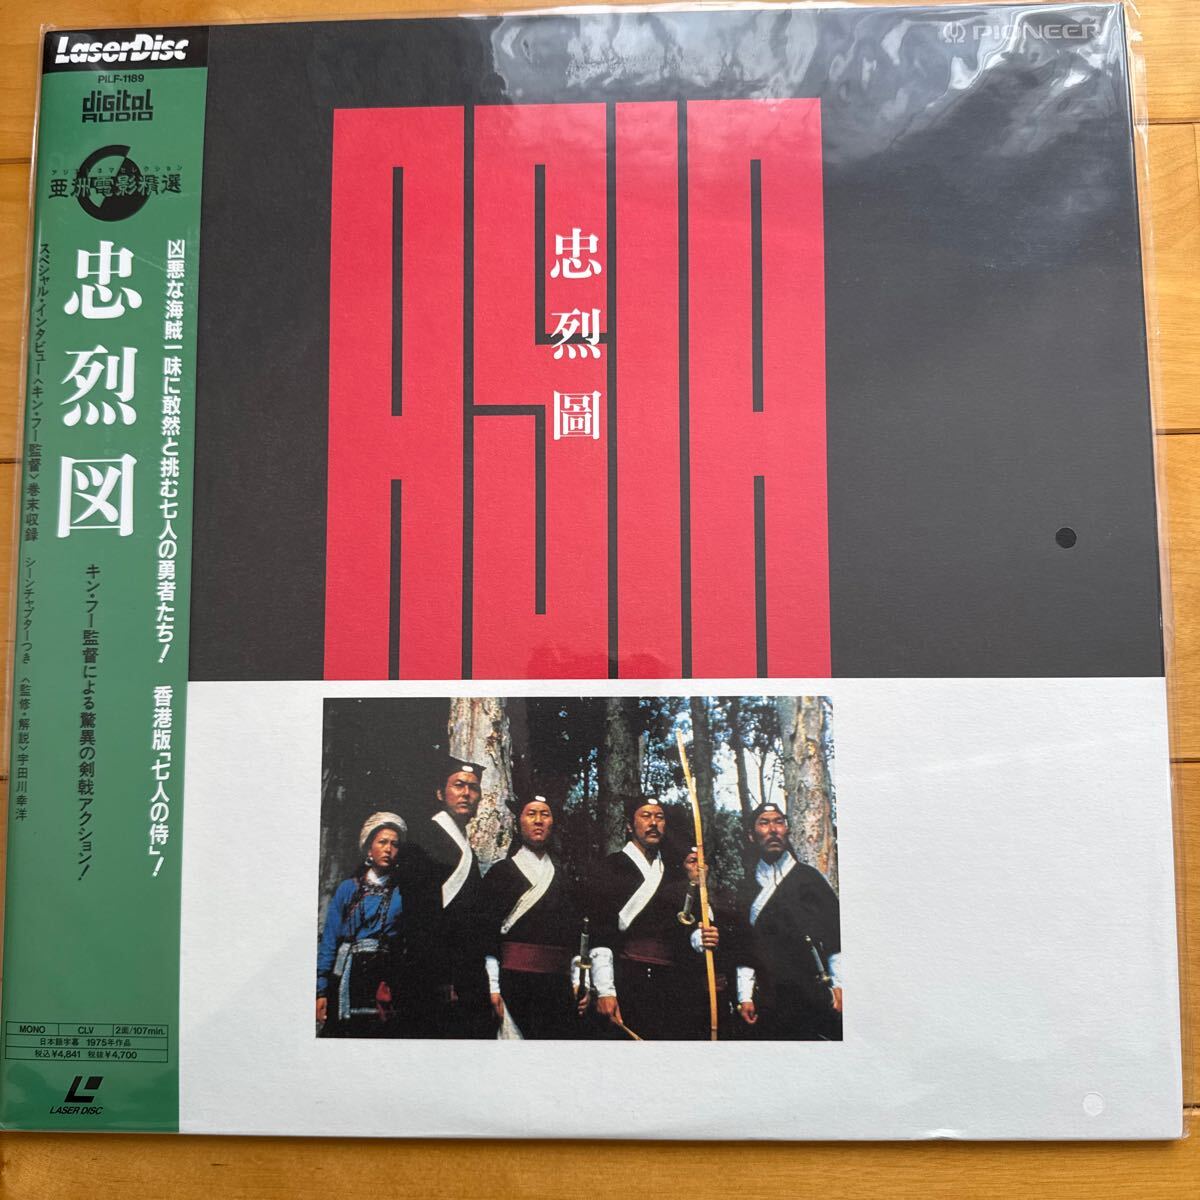 LaserDisc
PILF-1189
digital
AUDIO
亜洲電影精選
忠烈図
凶悪な海賊一味に敢然と挑む七人の勇者たち! 香港版「七人の侍」!
キン・フー監督による驚異の剣戟アクション!
スペシャル・インタビュー〈キン・フー監督〉巻末収録 シーンチャプターつき 〈監修・解説〉宇田川幸洋
MONO CLV 2面/107min.
日本語字幕 1975年作品
税込¥4,841 税抜¥4,700
LASER DISC
PIONEER
ASIA
忠烈圖